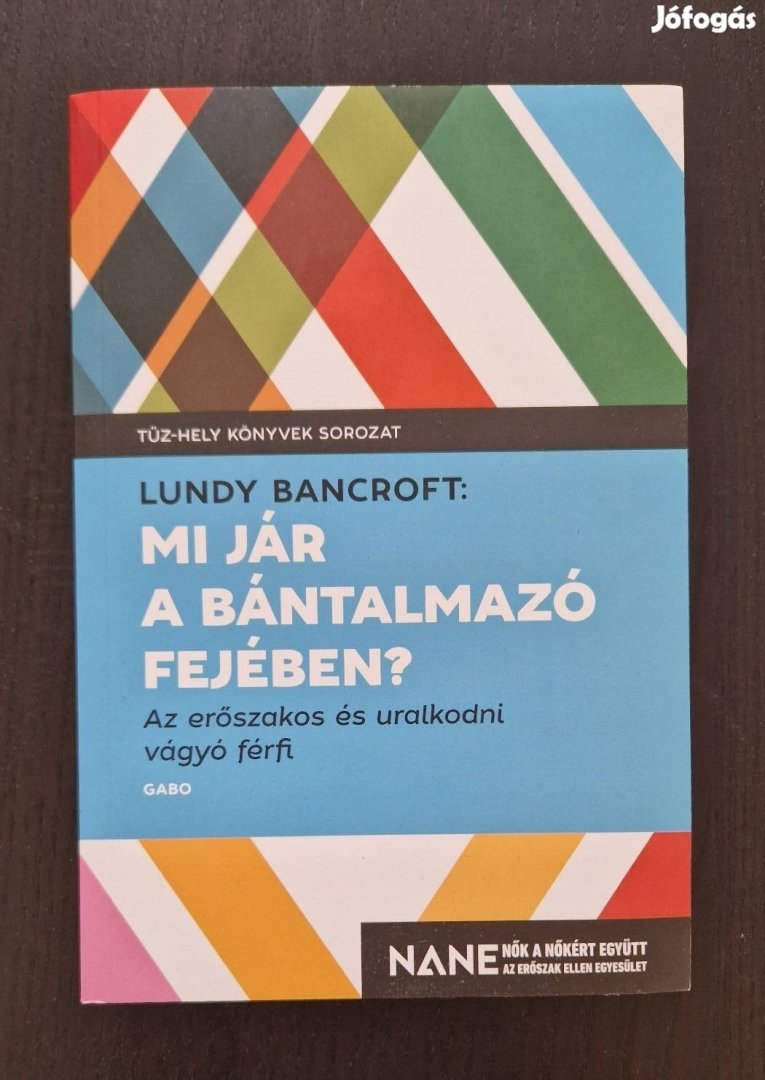 Jófogás
TŰZ-HELY KÖNYVEK SOROZAT
LUNDY BANCROFT:
MI JÁR
A BÁNTALMAZÓ
FEJÉBEN?
Az erőszakos és uralkodni
vágyó férfi
GABO
NANE NŐK A NŐKÉRT EGYÜTT
AZ ERŐSZAK ELLEN EGYESÜLET